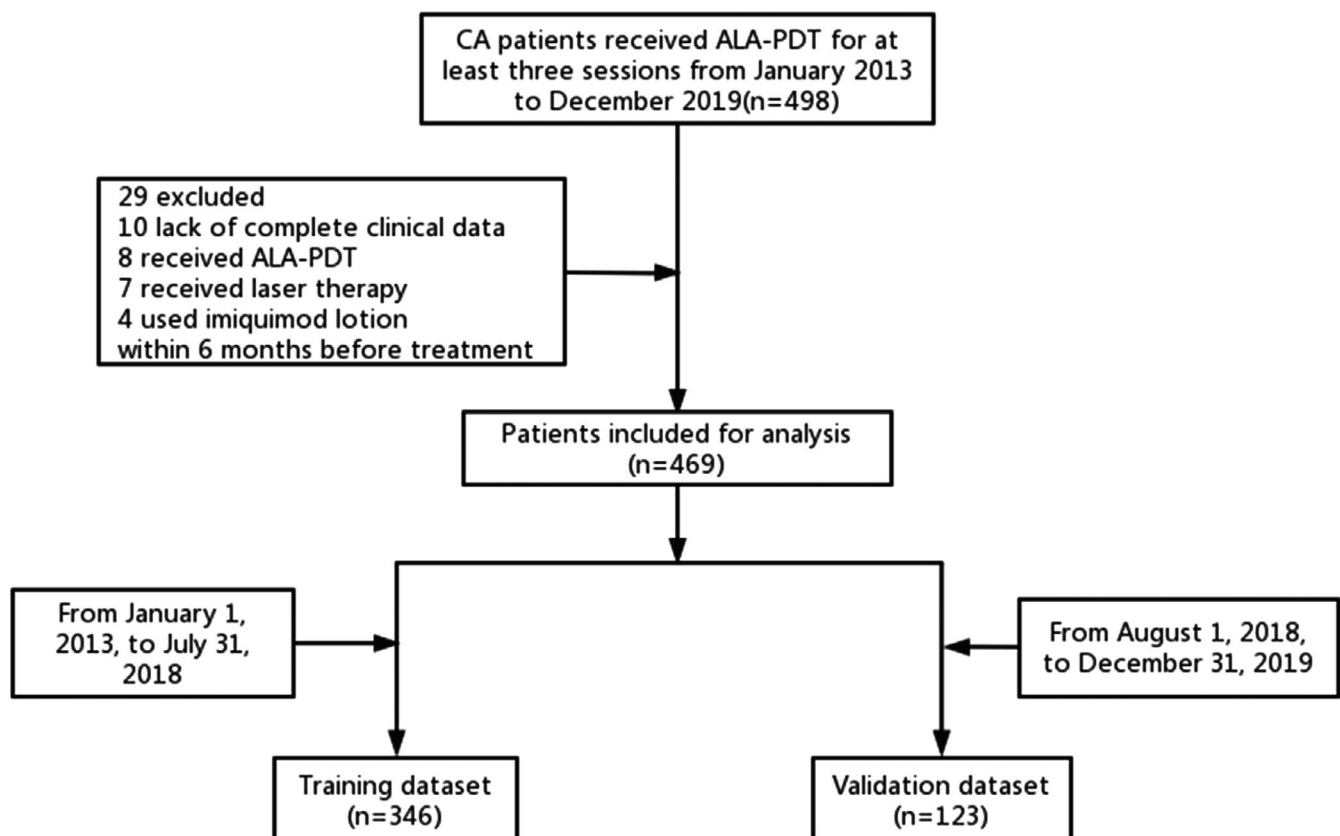 CA patients received ALA-PDT for at
least three sessions from January 2013
to December 2019(n=498)
29 excluded
10 lack of complete clinical data
8 received ALA-PDT
7 received laser therapy
4 used imiquimod lotion
within 6 months before treatment
Patients included for analysis
(n=469)
From January 1,
2013, to July 31,
2018
From August 1, 2018,
to December 31, 2019
Training dataset
(n=346)
Validation dataset
(n=123)